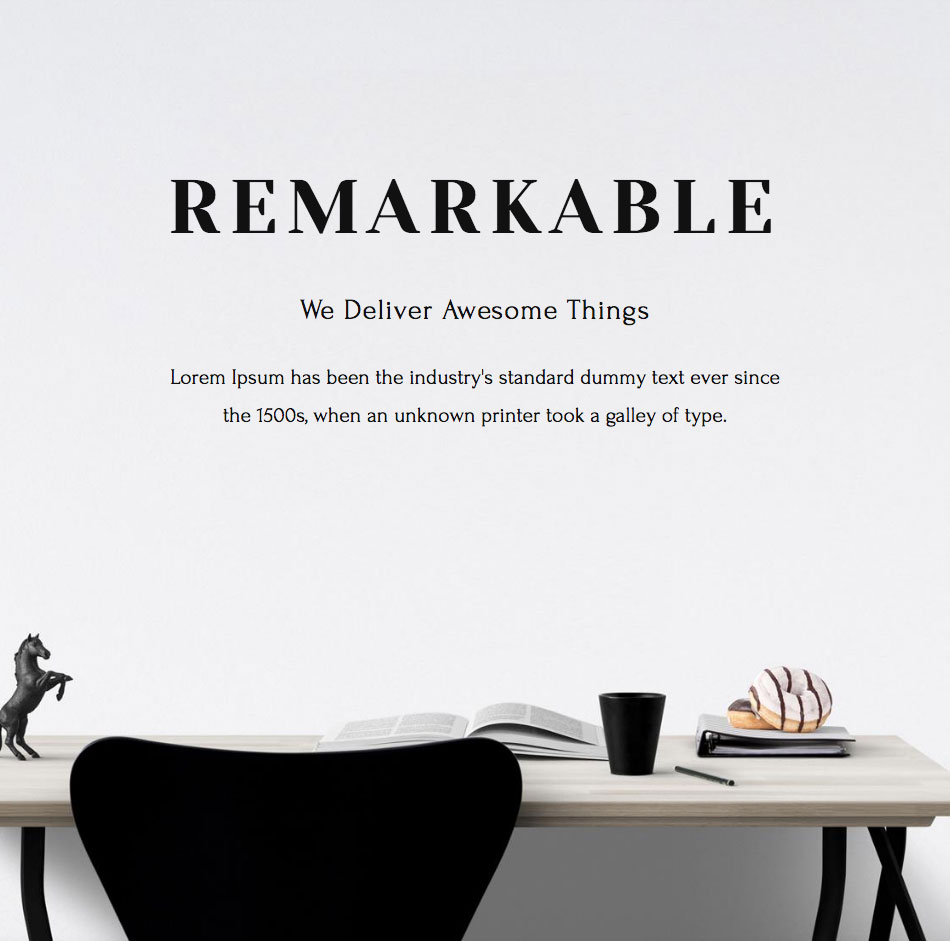 REMARKABLE
We Deliver Awesome Things
Lorem Ipsum has been the industry's standard dummy text ever since
the 1500s, when an unknown printer took a galley of type.